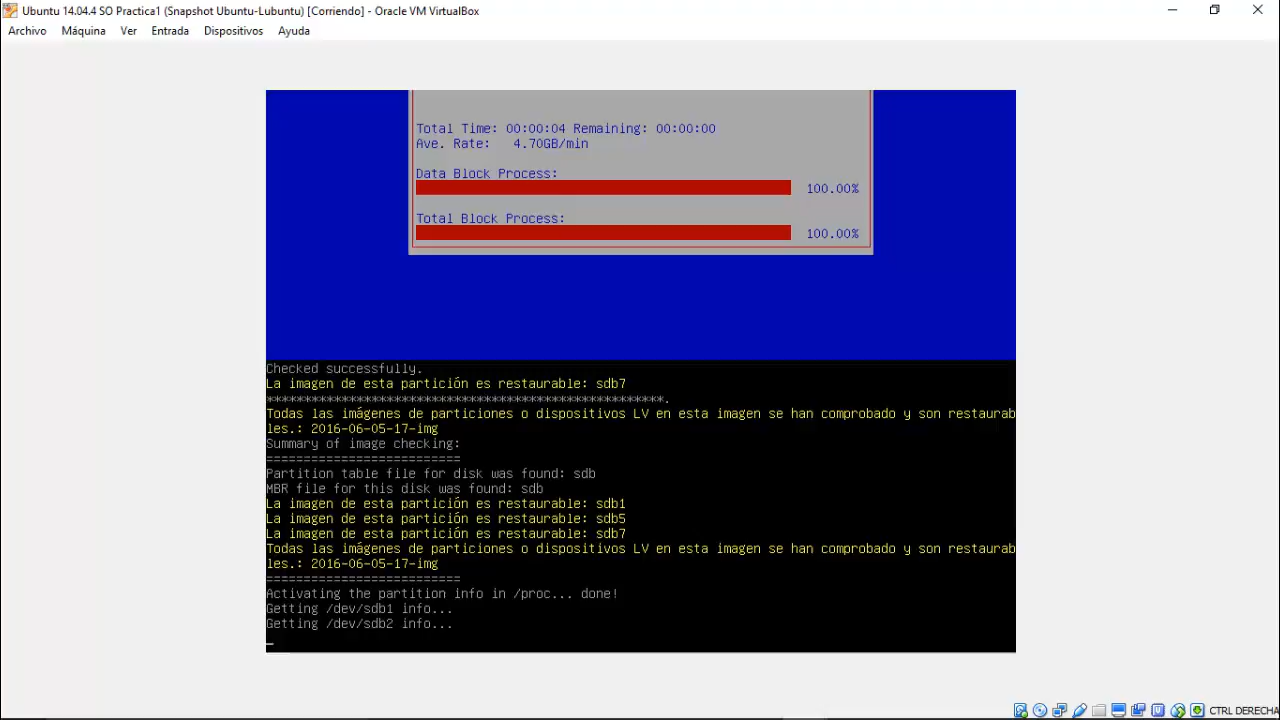 Ubuntu 14.04.4 SO Practica1 (Snapshot Ubuntu-Lubuntu) [Corriendo] - Oracle VM VirtualBox
Archivo Máquina Ver Entrada Dispositivos Ayuda
Total Time: 00:00:04 Remaining: 00:00:00
Ave. Rate: 4.70GB/min
Data Block Process:
100.00%
Total Block Process:
100.00%
Checked successfully.
La imagen de esta partición es restaurable: sdb7
*****************************************************.
Todas las imágenes de particiones o dispositivos LV en esta imagen se han comprobado y son restaurab
les.: 2016-06-05-17-img
Summary of image checking:
==========================
Partition table file for disk was found: sdb
MBR file for this disk was found: sdb
La imagen de esta partición es restaurable: sdb1
La imagen de esta partición es restaurable: sdb5
La imagen de esta partición es restaurable: sdb7
Todas las imágenes de particiones o dispositivos LV en esta imagen se han comprobado y son restaurab
les.: 2016-06-05-17-img
==========================
Activating the partition info in /proc... done!
Getting /dev/sdb1 info...
Getting /dev/sdb2 info...
CTRL DERECHA